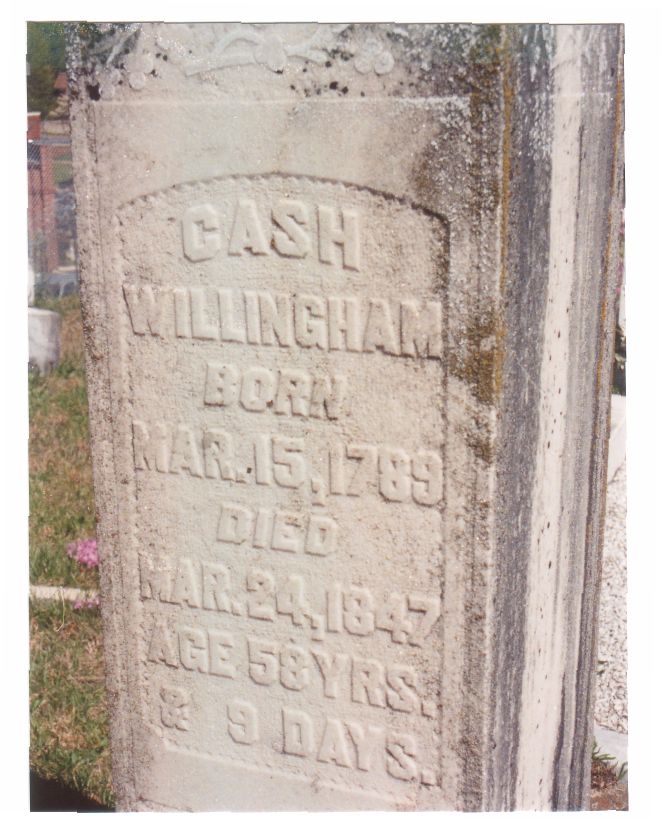 CASH
WILLINGHAM
BORN
MAR. 15, 1789
DIED
MAR. 24, 1847
AGE 58 YRS.
& 9 DAYS.